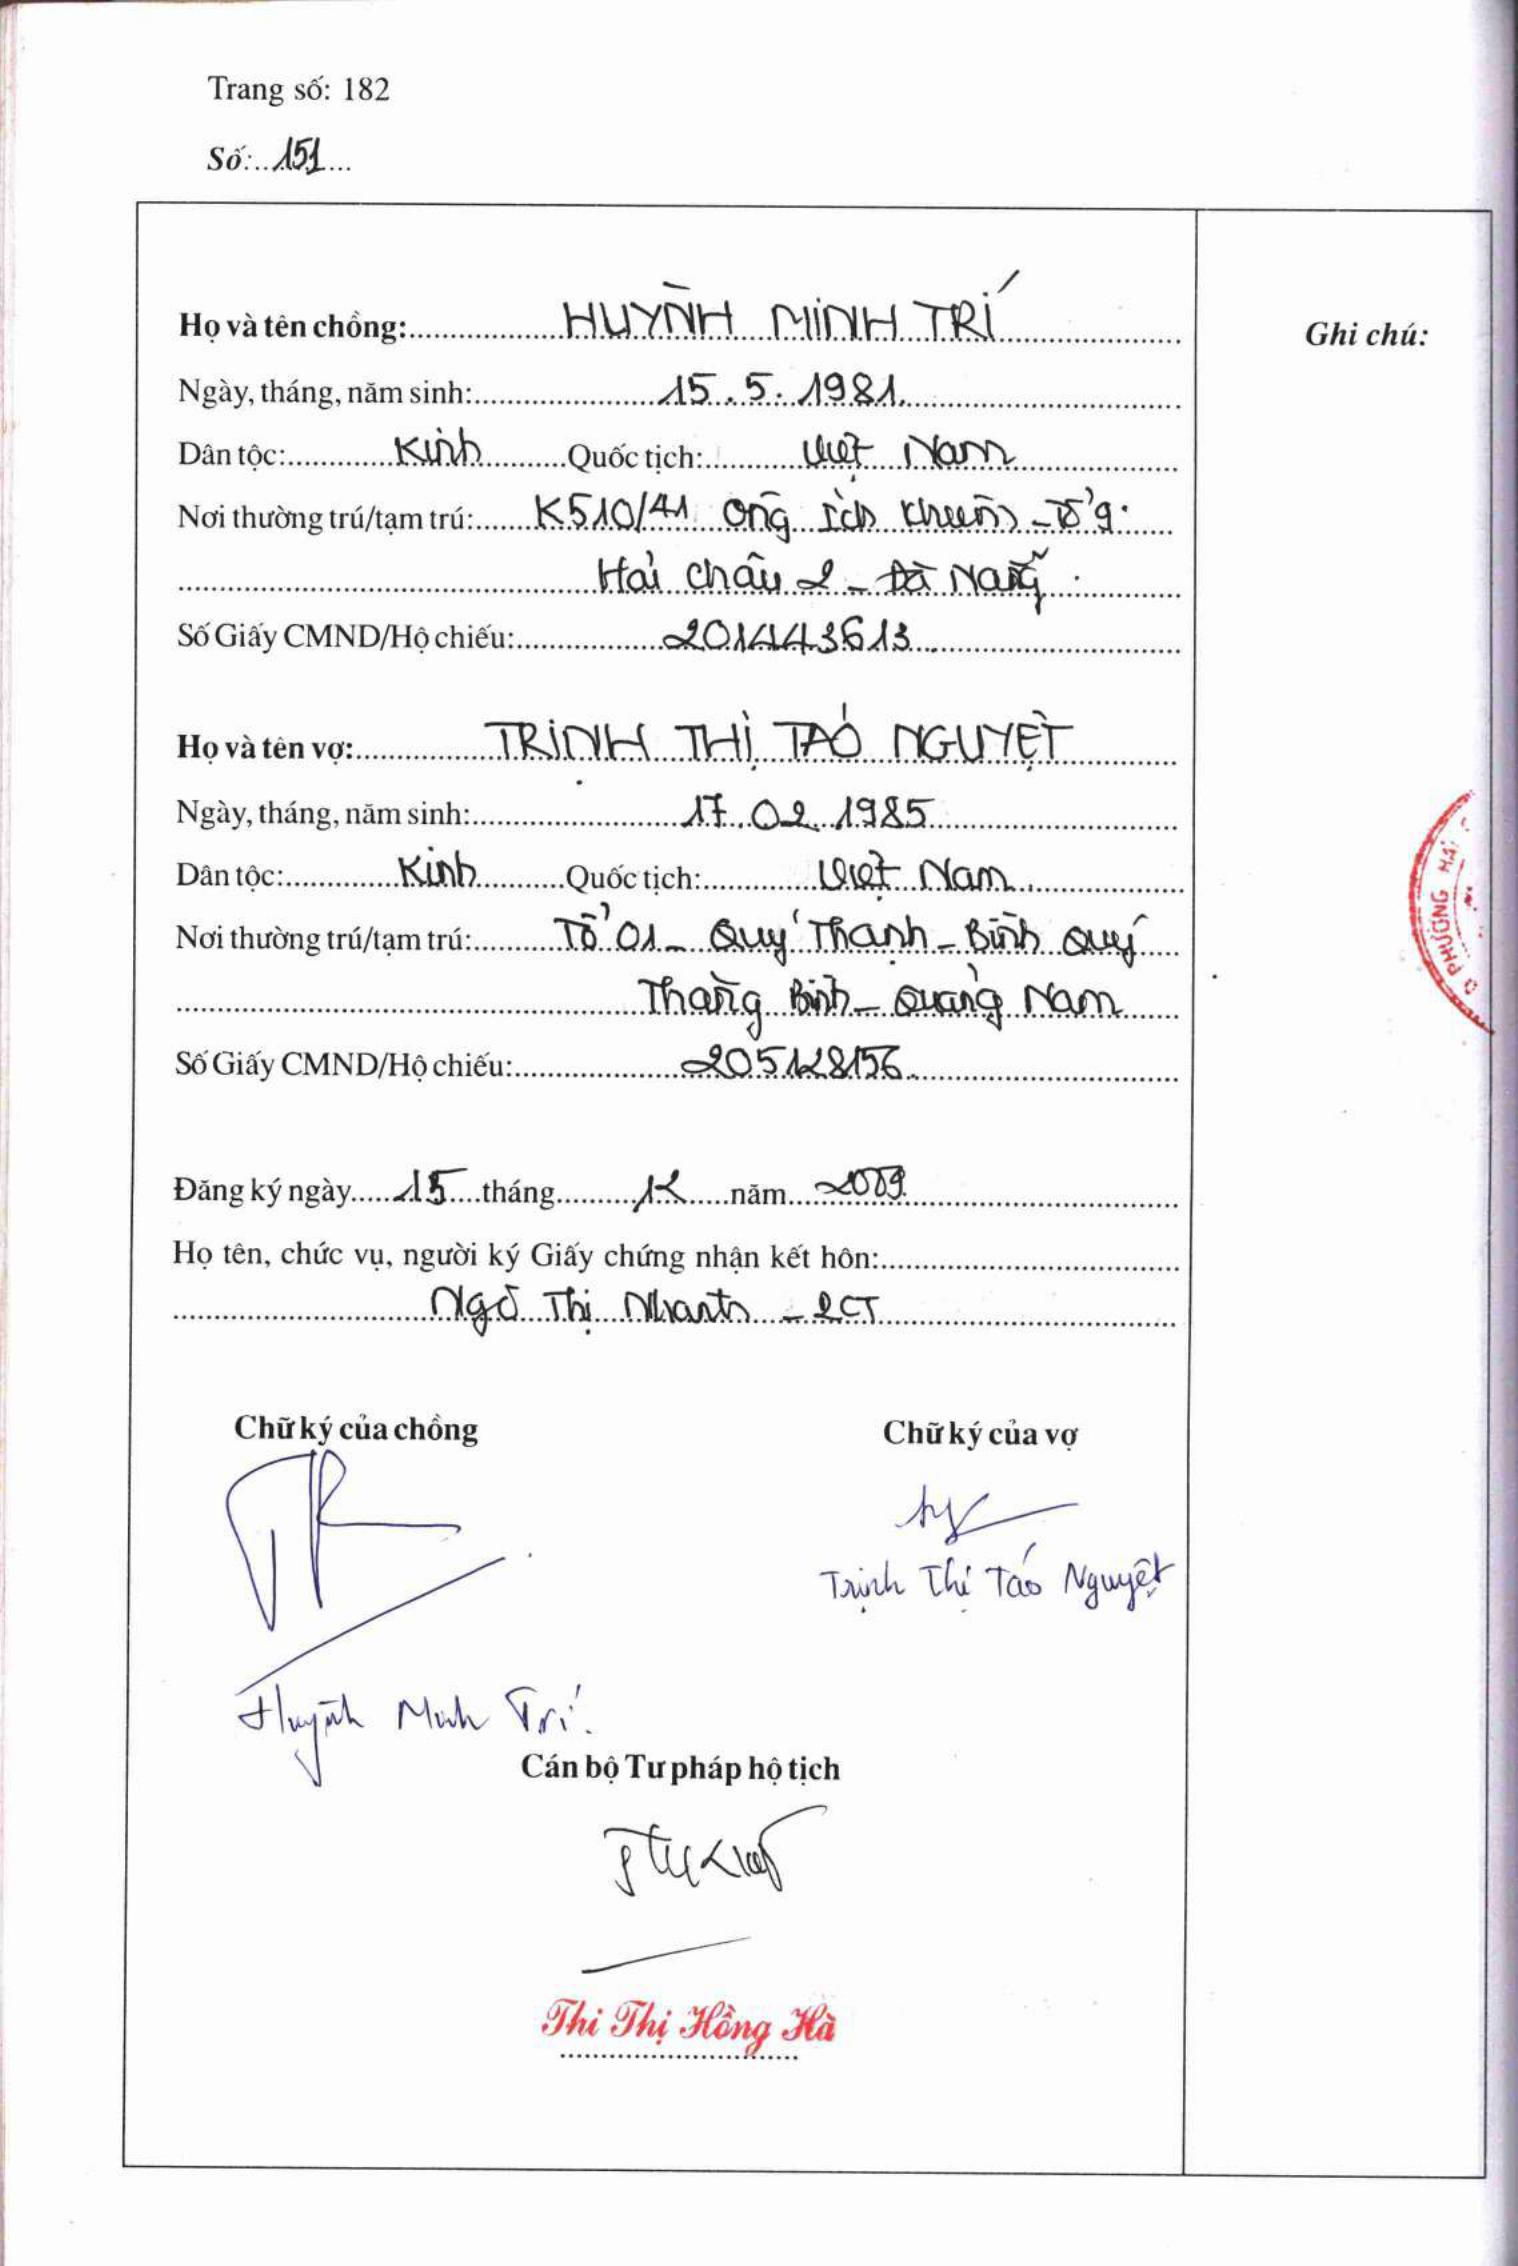 Trang số: 182
Số: 151
Họ và tên chồng: HUỲNH MINH TRÍ
Ghi chú:
Ngày, tháng, năm sinh: 15.5.1981.
Dân tộc: Kinh Quốc tịch: Việt Nam
Nơi thường trú/tạm trú: K510/41 Ông Ích Khiêm - Tổ 9.
Hải Châu 2 - Đà Nẵng.
Số Giấy CMND/Hộ chiếu: 201443613.
Họ và tên vợ: TRỊNH THỊ TÁO NGUYỆT
Ngày, tháng, năm sinh: 17.02.1985
Dân tộc: Kinh Quốc tịch: Việt Nam.
Nơi thường trú/tạm trú: Tổ 01 - Quý Thạnh - Bình Quý
Thăng Bình - Quảng Nam
Số Giấy CMND/Hộ chiếu: 205128156.
PHƯỜNG HẢI
Đăng ký ngày 15 tháng 12 năm 2009.
Họ tên, chức vụ, người ký Giấy chứng nhận kết hôn:
Ngô Thị - PCT
Chữ ký của chồng
Chữ ký của vợ
Trịnh Thị Táo Nguyệt
Huỳnh Minh Trí.
Cán bộ Tư pháp hộ tịch
Thi Thị Hồng Hà